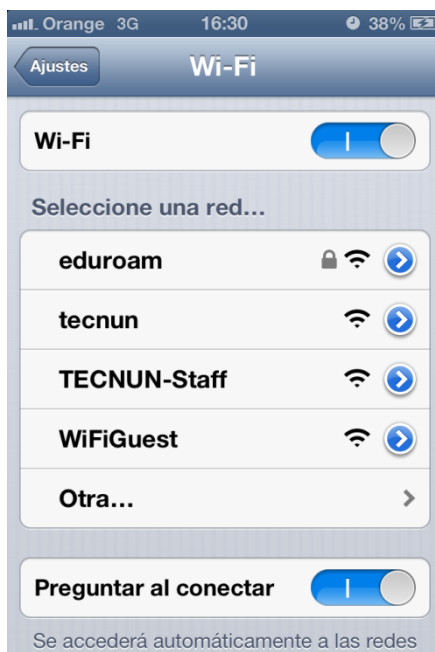 Orange 3G 16:30 38%
Ajustes Wi-Fi
Wi-Fi
Seleccione una red...
eduroam
tecnun
TECNUN-Staff
WiFiGuest
Otra...
Preguntar al conectar
Se accederá automáticamente a las redes